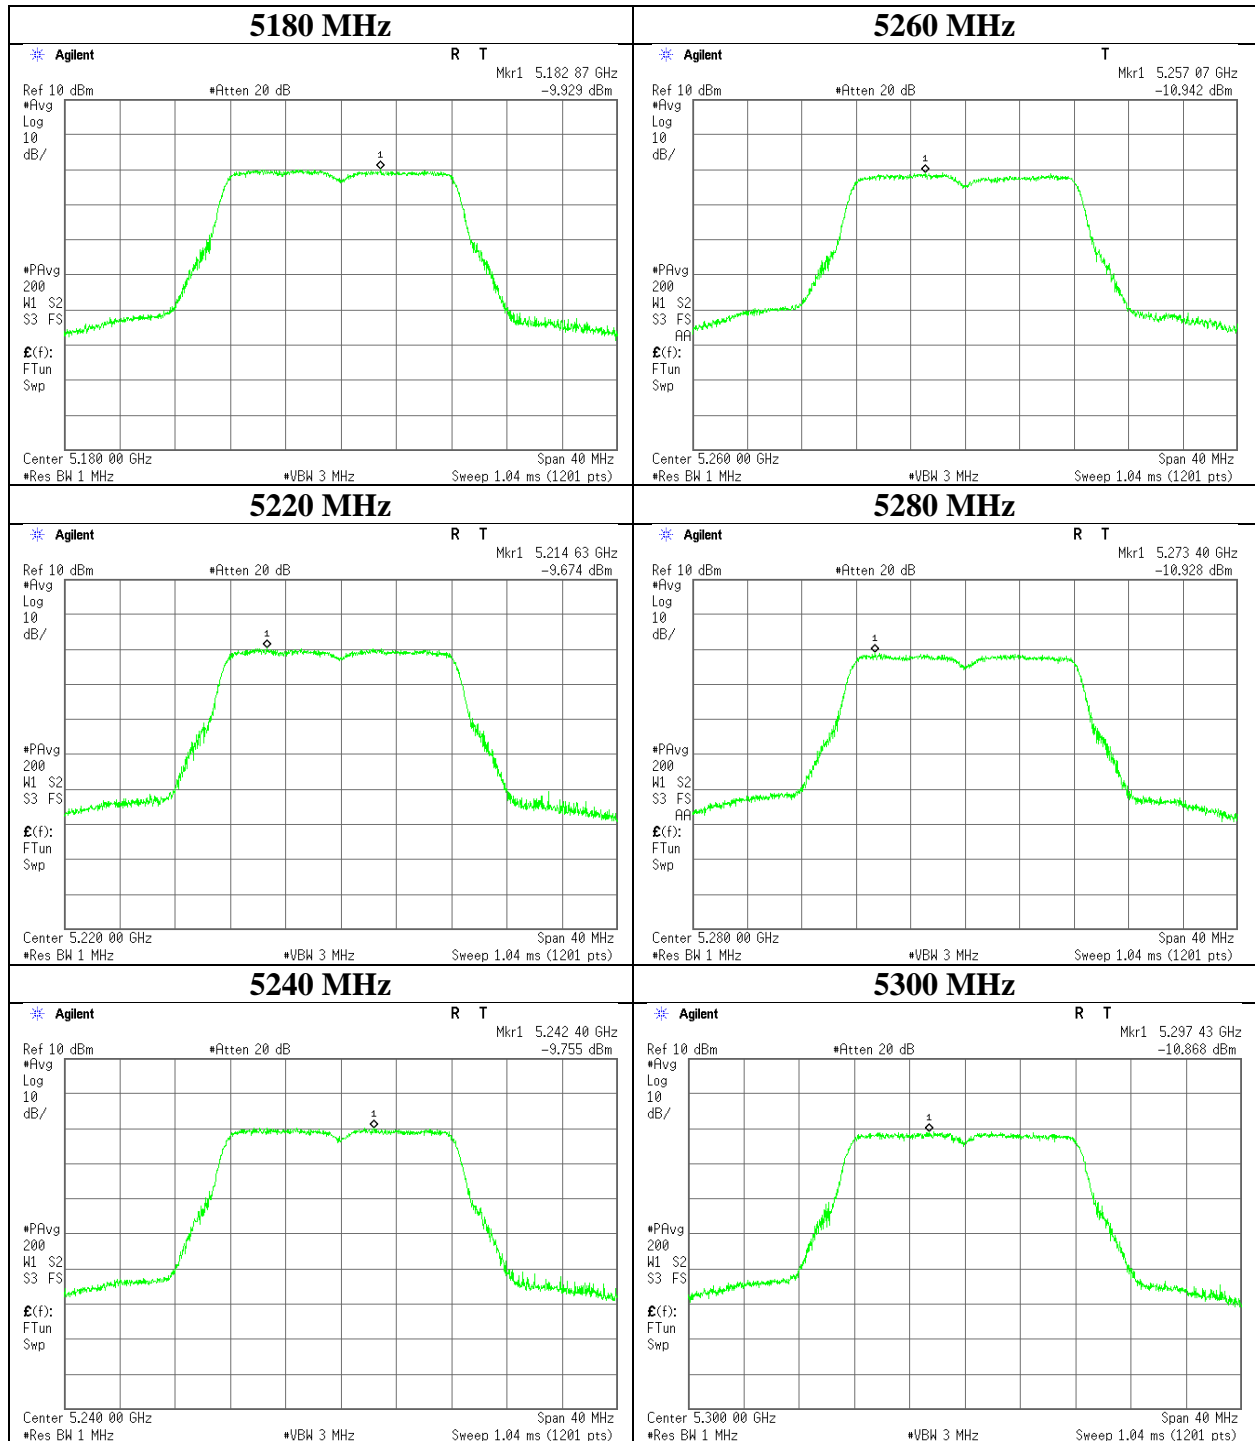 5180 MHz
Agilent
R T
Mkr1 5.182 87 GHz
Ref 10 dBm #Atten 20 dB -9.929 dBm
#Avg
Log
10
dB/
1
#PAvg
200
W1 S2
S3 FS
£(f):
FTun
Swp
Center 5.180 00 GHz Span 40 MHz
#Res BW 1 MHz #VBW 3 MHz Sweep 1.04 ms (1201 pts)
5260 MHz
Agilent
T
Mkr1 5.257 07 GHz
Ref 10 dBm #Atten 20 dB -10.942 dBm
#Avg
Log
10
dB/
1
#PAvg
200
W1 S2
S3 FS
AA
£(f):
FTun
Swp
Center 5.260 00 GHz Span 40 MHz
#Res BW 1 MHz #VBW 3 MHz Sweep 1.04 ms (1201 pts)
5220 MHz
Agilent
R T
Mkr1 5.214 63 GHz
Ref 10 dBm #Atten 20 dB -9.674 dBm
#Avg
Log
10
dB/
1
#PAvg
200
W1 S2
S3 FS
£(f):
FTun
Swp
Center 5.220 00 GHz Span 40 MHz
#Res BW 1 MHz #VBW 3 MHz Sweep 1.04 ms (1201 pts)
5280 MHz
Agilent
R T
Mkr1 5.273 40 GHz
Ref 10 dBm #Atten 20 dB -10.928 dBm
#Avg
Log
10
dB/
1
#PAvg
200
W1 S2
S3 FS
AA
£(f):
FTun
Swp
Center 5.280 00 GHz Span 40 MHz
#Res BW 1 MHz #VBW 3 MHz Sweep 1.04 ms (1201 pts)
5240 MHz
Agilent
R T
Mkr1 5.242 40 GHz
Ref 10 dBm #Atten 20 dB -9.755 dBm
#Avg
Log
10
dB/
1
#PAvg
200
W1 S2
S3 FS
£(f):
FTun
Swp
Center 5.240 00 GHz Span 40 MHz
#Res BW 1 MHz #VBW 3 MHz Sweep 1.04 ms (1201 pts)
5300 MHz
Agilent
R T
Mkr1 5.297 43 GHz
Ref 10 dBm #Atten 20 dB -10.868 dBm
#Avg
Log
10
dB/
1
#PAvg
200
W1 S2
S3 FS
£(f):
FTun
Swp
Center 5.300 00 GHz Span 40 MHz
#Res BW 1 MHz #VBW 3 MHz Sweep 1.04 ms (1201 pts)